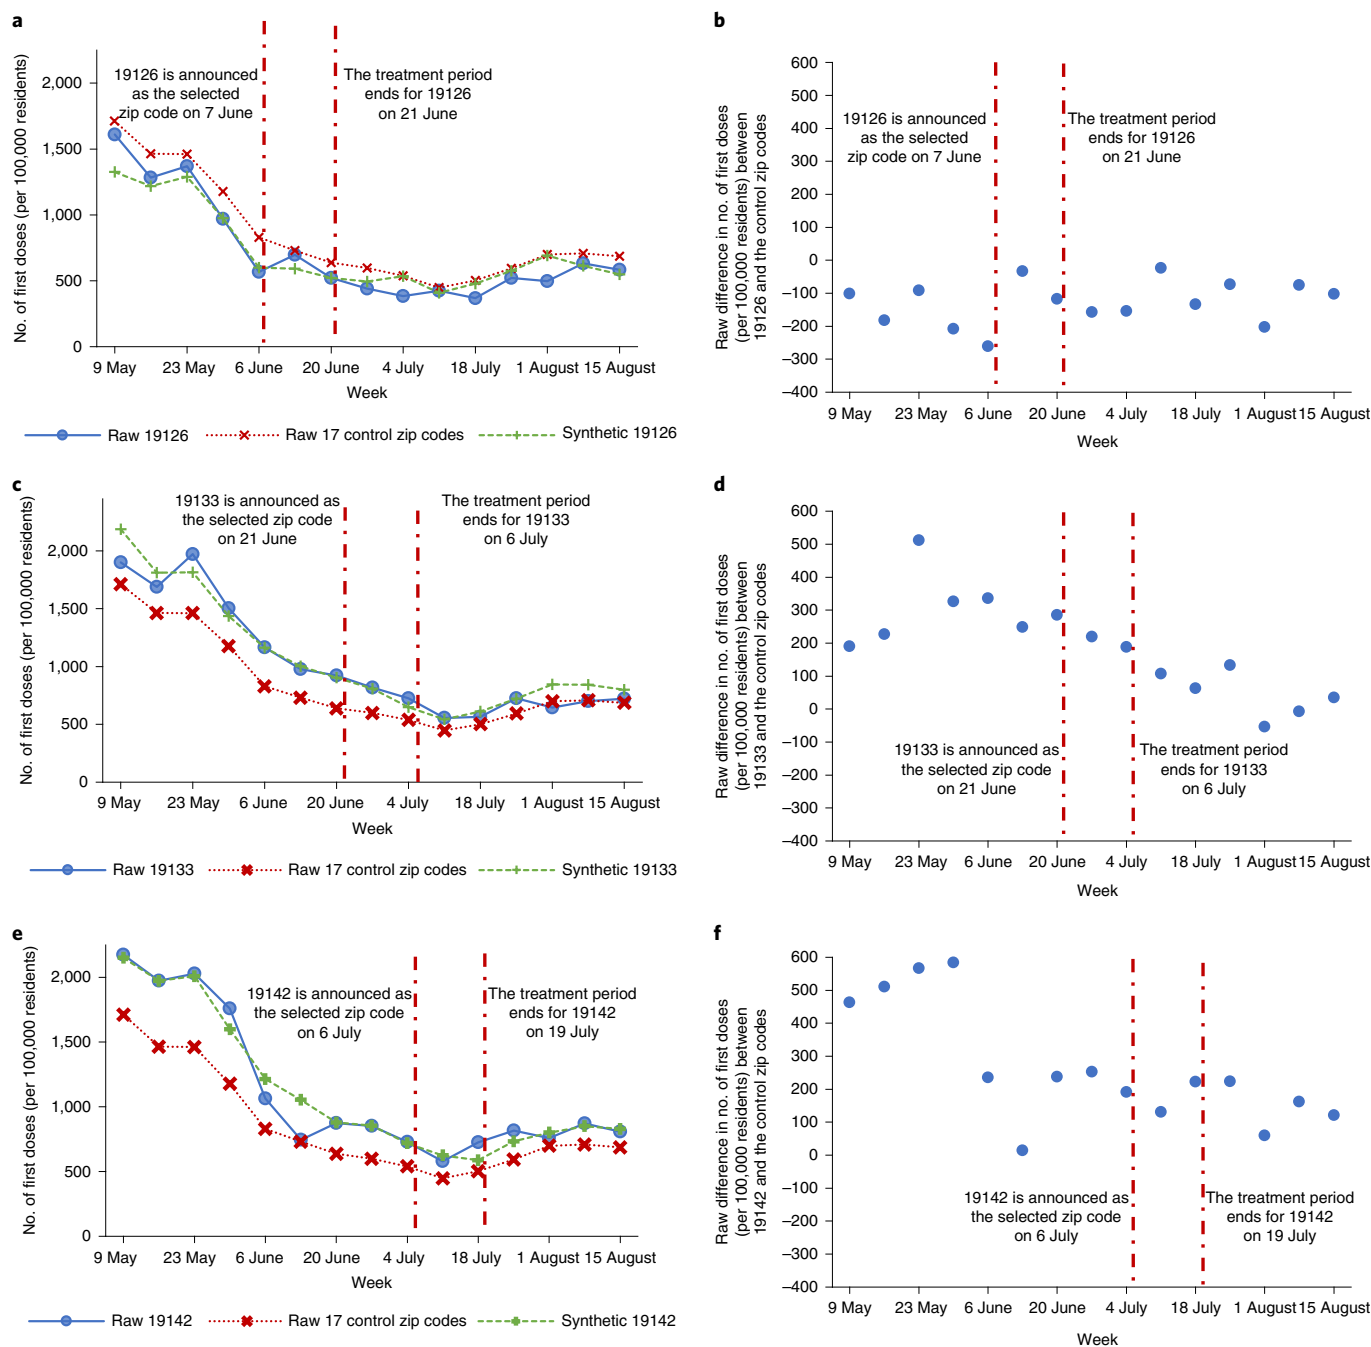 a
No. of first doses (per 100,000 residents)
2,000
1,500
1,000
500
0
19126 is announced
as the selected
zip code on 7 June
The treatment period
ends for 19126
on 21 June
9 May 23 May 6 June 20 June 4 July 18 July 1 August 15 August
Week
Raw 19126 Raw 17 control zip codes Synthetic 19126
b
Raw difference in no. of first doses
(per 100,000 residents) between
19126 and the control zip codes
600
500
400
300
200
100
0
–100
–200
–300
–400
19126 is announced
as the selected
zip code on 7 June
The treatment period
ends for 19126
on 21 June
9 May 23 May 6 June 20 June 4 July 18 July 1 August 15 August
Week
c
No. of first doses (per 100,000 residents)
2,000
1,500
1,000
500
0
19133 is announced as
the selected zip code
on 21 June
The treatment period
ends for 19133
on 6 July
9 May 23 May 6 June 20 June 4 July 18 July 1 August 15 August
Week
Raw 19133 Raw 17 control zip codes Synthetic 19133
d
Raw difference in no. of first doses
(per 100,000 residents) between
19133 and the control zip codes
600
500
400
300
200
100
0
–100
–200
–300
–400
19133 is announced as
the selected zip code
on 21 June
The treatment period
ends for 19133
on 6 July
9 May 23 May 6 June 20 June 4 July 18 July 1 August 15 August
Week
e
No. of first doses (per 100,000 residents)
2,000
1,500
1,000
500
0
19142 is announced as
the selected zip code
on 6 July
The treatment period
ends for 19142
on 19 July
9 May 23 May 6 June 20 June 4 July 18 July 1 August 15 August
Week
Raw 19142 Raw 17 control zip codes Synthetic 19142
f
Raw difference in no. of first doses
(per 100,000 residents) between
19142 and the control zip codes
600
500
400
300
200
100
0
–100
–200
–300
–400
19142 is announced as
the selected zip code
on 6 July
The treatment period
ends for 19142
on 19 July
9 May 23 May 6 June 20 June 4 July 18 July 1 August 15 August
Week